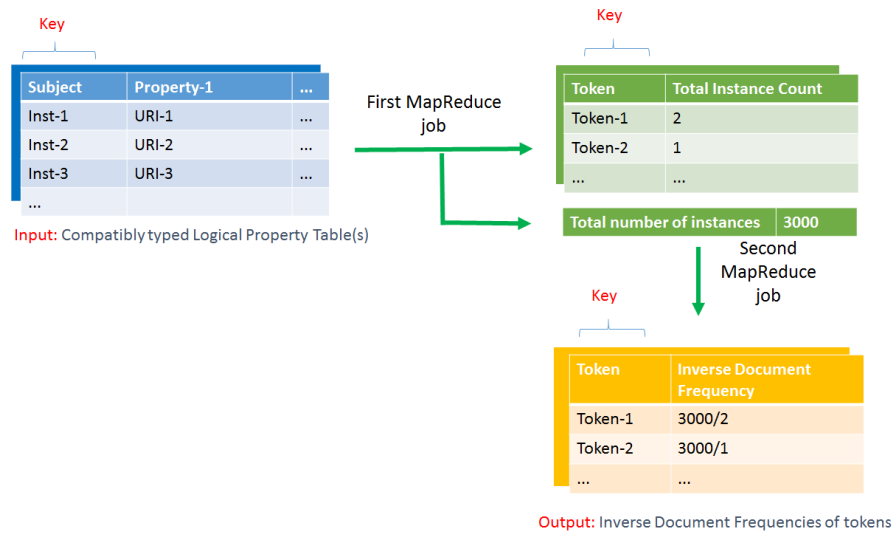 Key
Subject Property-1 ...
Inst-1 URI-1 ...
Inst-2 URI-2 ...
Inst-3 URI-3 ...
...
Input: Compatibly typed Logical Property Table(s)
First MapReduce
job
Key
Token Total Instance Count
Token-1 2
Token-2 1
... ...
Total number of instances 3000
Second
MapReduce
job
Key
Token Inverse Document
Frequency
Token-1 3000/2
Token-2 3000/1
... ...
Output: Inverse Document Frequencies of tokens